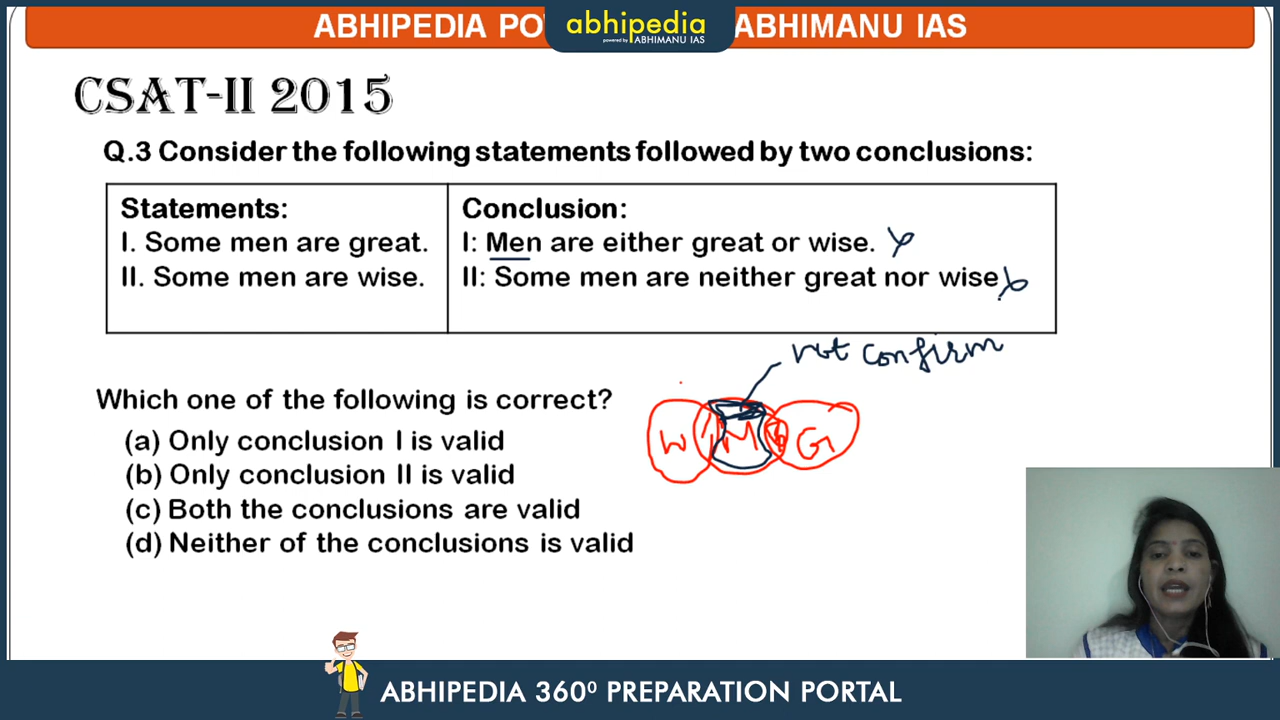 ABHIPEDIA PO ABHIMANU IAS
abhipedia
powered by ABHIMANU IAS
CSAT-II 2015
Q.3 Consider the following statements followed by two conclusions:
Statements:
I. Some men are great.
II. Some men are wise.
Conclusion:
I: Men are either great or wise.
II: Some men are neither great nor wise
not confirm
Which one of the following is correct?
(a) Only conclusion I is valid
(b) Only conclusion II is valid
(c) Both the conclusions are valid
(d) Neither of the conclusions is valid
W M G
ABHIPEDIA 360⁰ PREPARATION PORTAL